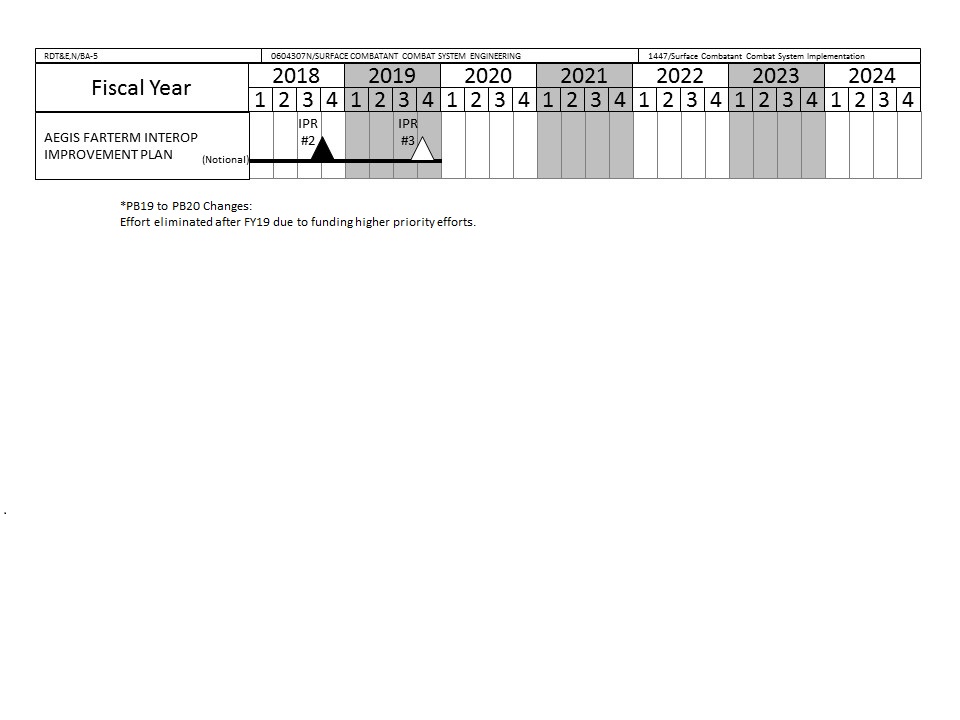 RDT&E,N/BA-5 0604307N/SURFACE COMBATANT COMBAT SYSTEM ENGINEERING 1447/Surface Combatant Combat System Implementation
Fiscal Year 2018 2019 2020 2021 2022 2023 2024
1 2 3 4 1 2 3 4 1 2 3 4 1 2 3 4 1 2 3 4 1 2 3 4 1 2 3 4
AEGIS FARTERM INTEROP
IMPROVEMENT PLAN (Notional)
IPR
#2
IPR
#3
*PB19 to PB20 Changes:
Effort eliminated after FY19 due to funding higher priority efforts.
.